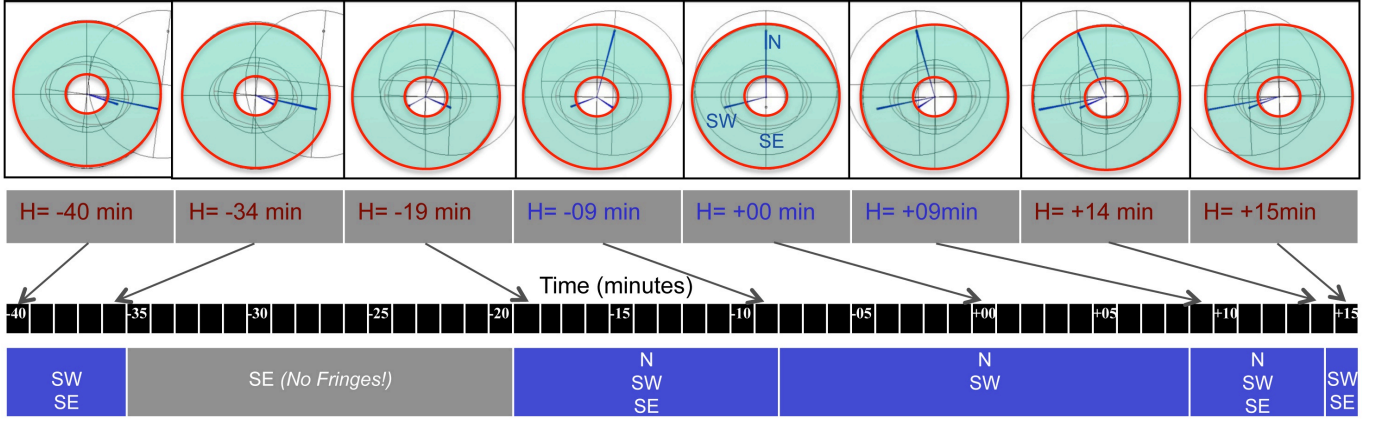 N
SW
SE
H= -40 min
H= -34 min
H= -19 min
H= -09 min
H= +00 min
H= +09min
H= +14 min
H= +15min
Time (minutes)
-40 -35 -30 -25 -20 -15 -10 -05 +00 +05 +10 +15
SW
SE
SE (No Fringes!)
N
SW
SE
N
SW
N
SW
SE
SW
SE